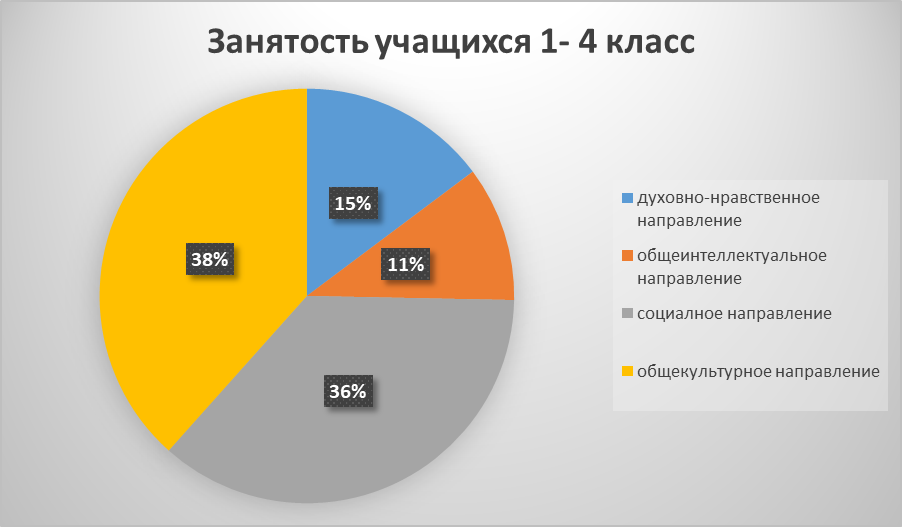 Занятость учащихся 1- 4 класс
15%
11%
38%
36%
духовно-нравственное
направление
общеинтеллектуальное
направление
социалное направление
общекультурное направление